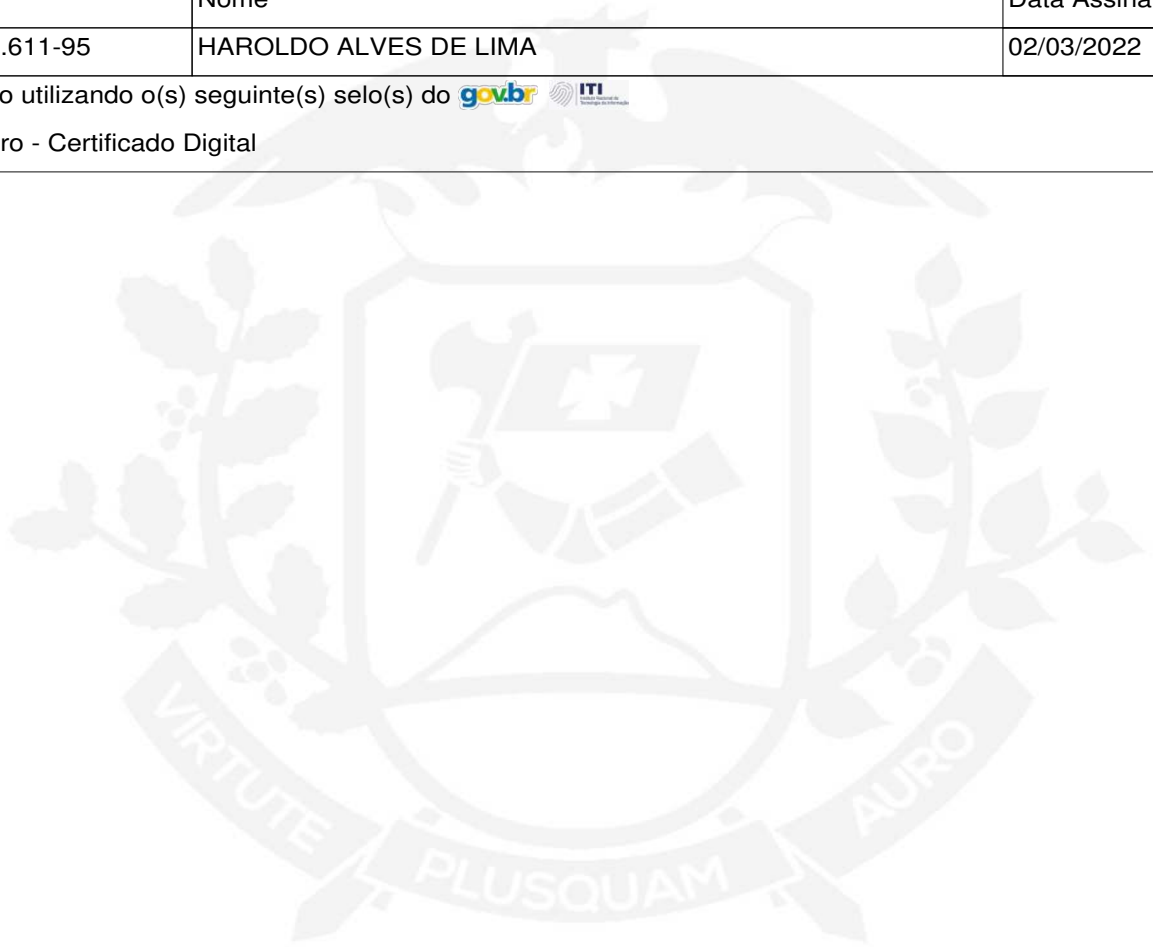 Nome Data Assina
.611-95 HAROLDO ALVES DE LIMA 02/03/2022
o utilizando o(s) seguinte(s) selo(s) do gov.br ITI
ro - Certificado Digital
VIRTUTE PLUSQUAM AURO